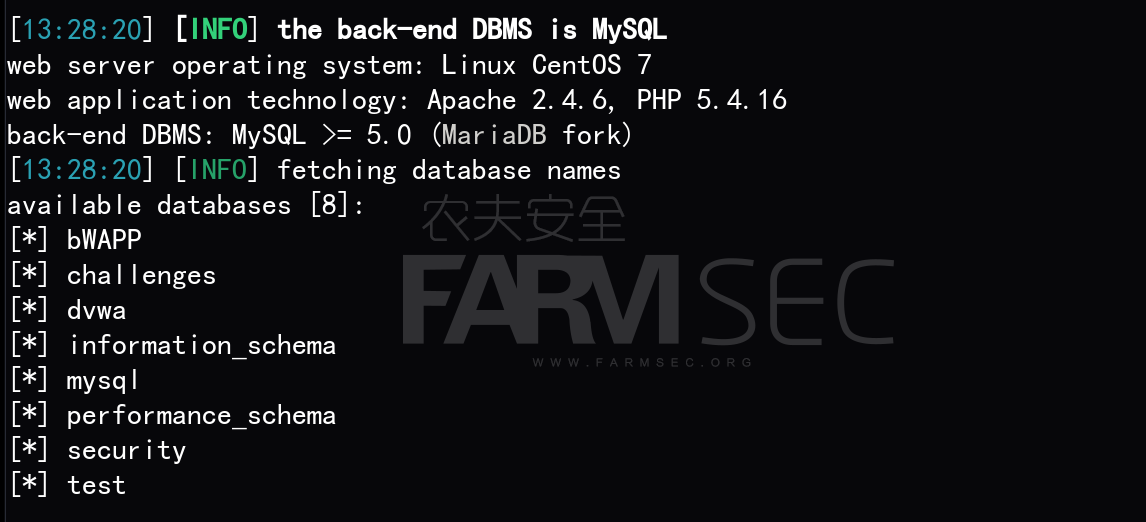 [13:28:20] [INFO] the back-end DBMS is MySQL
web server operating system: Linux CentOS 7
web application technology: Apache 2.4.6, PHP 5.4.16
back-end DBMS: MySQL >= 5.0 (MariaDB fork)
[13:28:20] [INFO] fetching database names
available databases [8]:
[*] bWAPP
[*] challenges
[*] dvwa
[*] information_schema
[*] mysql
[*] performance_schema
[*] security
[*] test
农夫安全
FARMSEC
WWW.FARMSEC.ORG